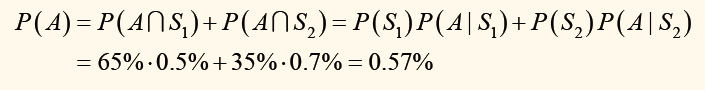 P(A) = P(A∩S₁)+P(A∩S₂) = P(S₁)P(A|S₁)+P(S₂)P(A|S₂)
= 65%·0.5%+35%·0.7% = 0.57%